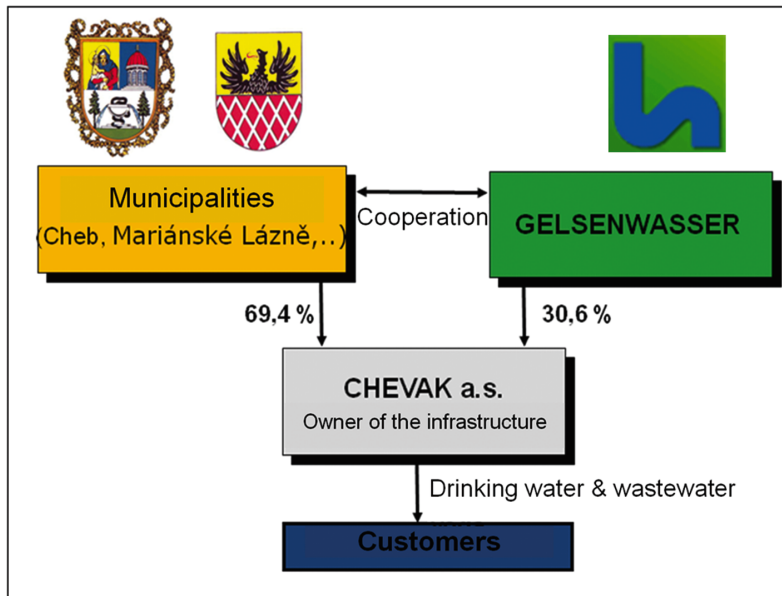 Municipalities
(Cheb, Mariánské Lázně,..)
Cooperation
GELSENWASSER
69,4 %
30,6 %
CHEVAK a.s.
Owner of the infrastructure
Drinking water & wastewater
Customers